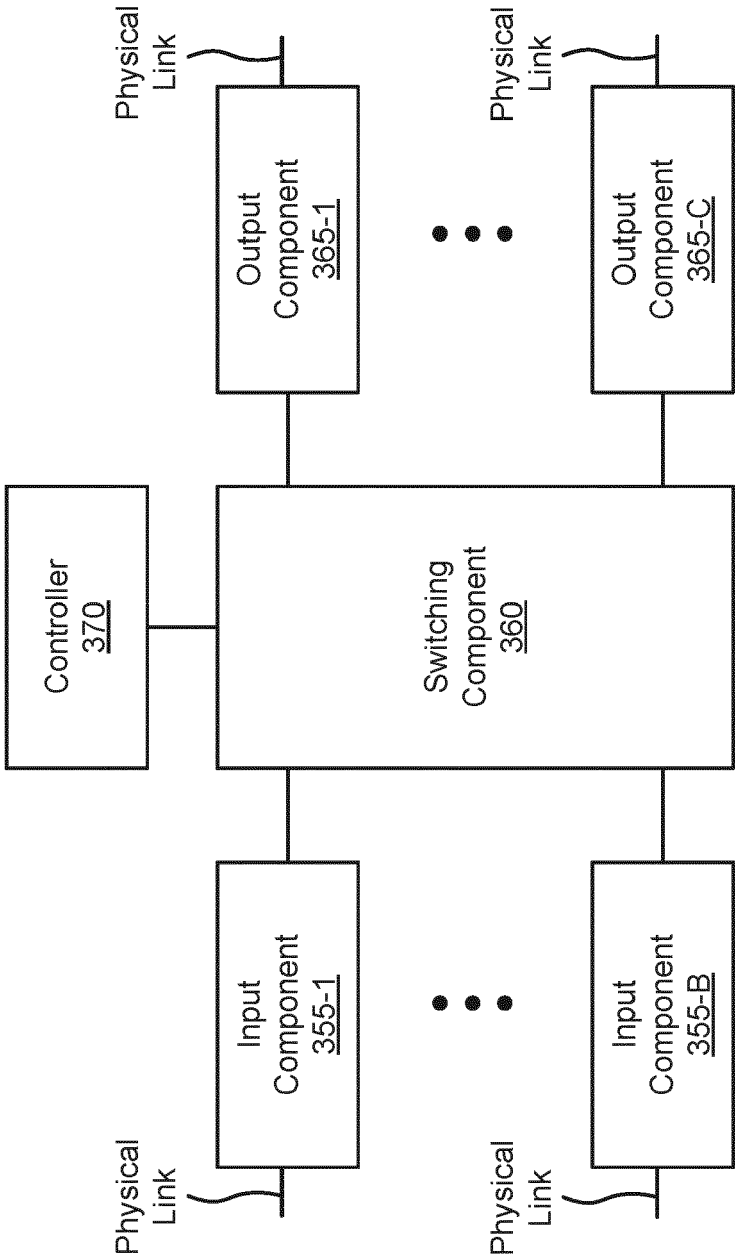 Controller
370
Physical
Link
Input
Component
355-1
Switching
Component
360
Output
Component
365-1
Physical
Link
Physical
Link
Input
Component
355-B
Output
Component
365-C
Physical
Link